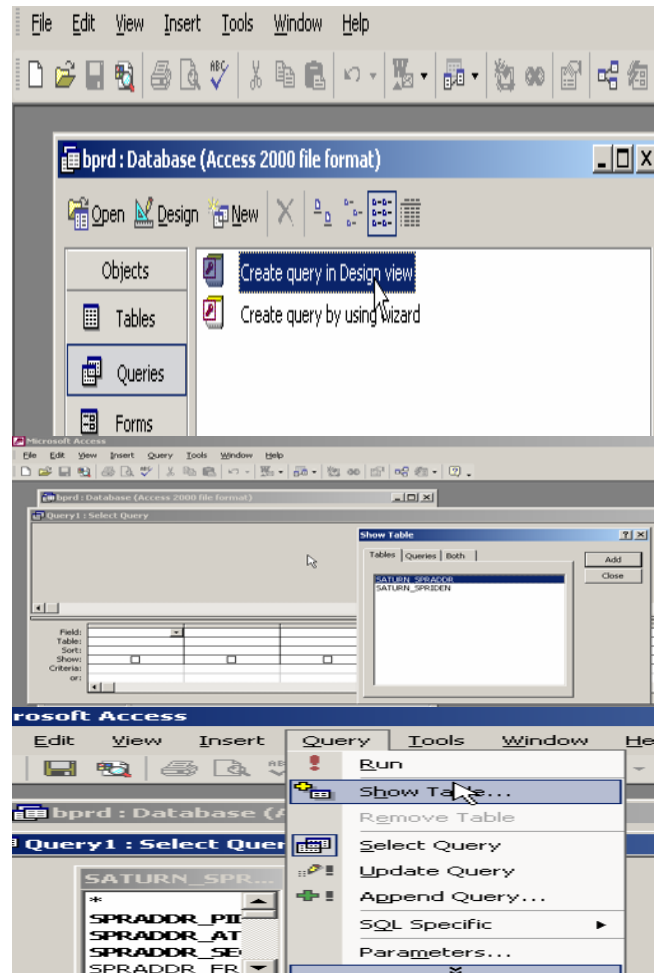 File Edit View Insert Tools Window Help
bprd : Database (Access 2000 file format)
Open Design New
Objects
Create query in Design view
Tables
Create query by using wizard
Queries
Forms
Microsoft Access
File Edit View Insert Query Tools Window Help
bprd : Database (Access 2000 file format)
Query1 : Select Query
Show Table
Tables Queries Both
Add
SATURN_SPRADDR
Close
SATURN_SPRIDEN
Field:
Table:
Sort:
Show:
Criteria:
or:
rosoft Access
Edit View Insert Query Tools Window He
Run
Show Table...
bprd : Database (A
Remove Table
Query1 : Select Quer
Select Query
SATURN_SPR...
Update Query
*
Append Query...
SPRADDR_PII
SPRADDR_AT
SQL Specific
SPRADDR_SE
Parameters...
SPRADDR_FR